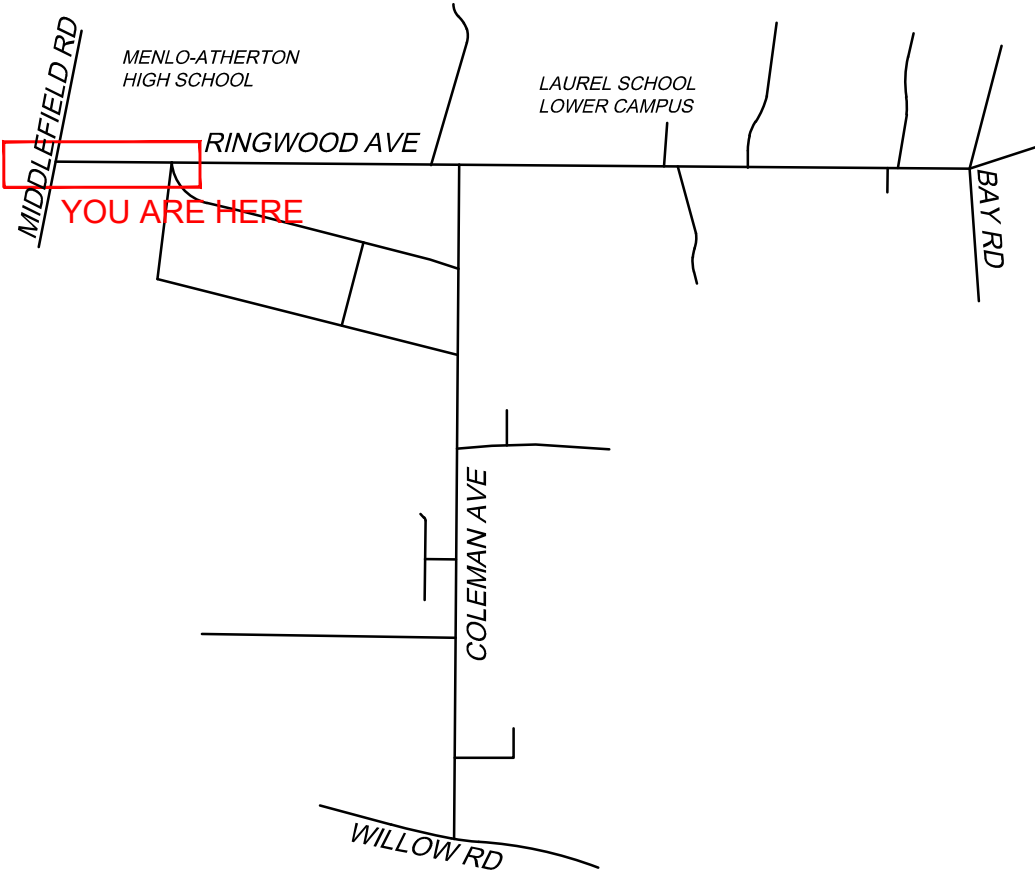 MIDDLEFIELD RD
MENLO-ATHERTON
HIGH SCHOOL
LAUREL SCHOOL
LOWER CAMPUS
RINGWOOD AVE
YOU ARE HERE
BAY RD
COLEMAN AVE
WILLOW RD